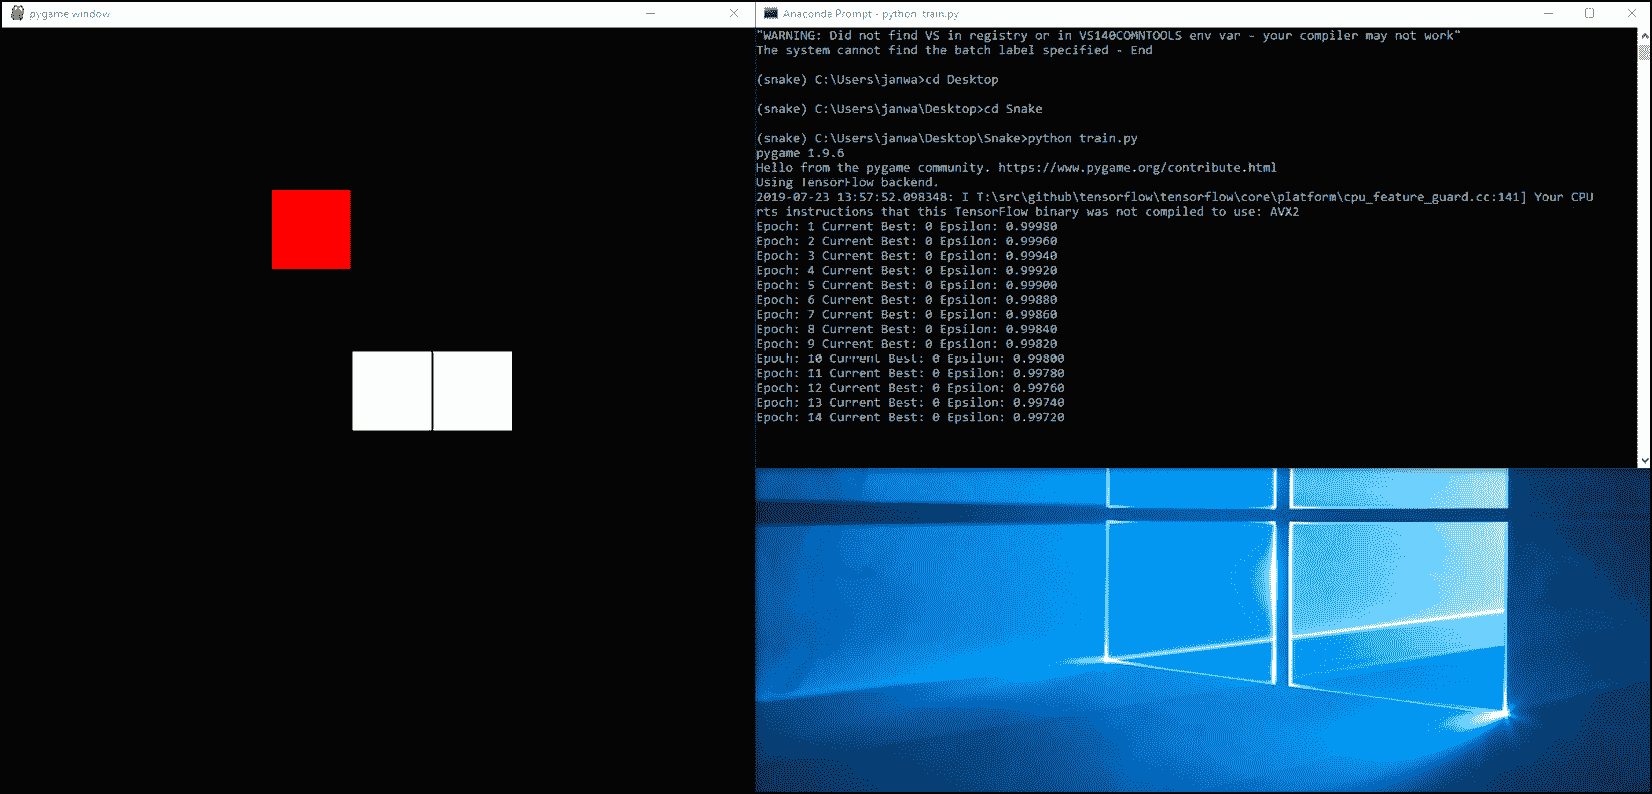 pygame window
Anaconda Prompt - python train.py
"WARNING: Did not find VS in registry or in VS140COMNTOOLS env var - your compiler may not work"
The system cannot find the batch label specified - End
(snake) C:\Users\janwa>cd Desktop
(snake) C:\Users\janwa\Desktop>cd Snake
(snake) C:\Users\janwa\Desktop\Snake>python train.py
pygame 1.9.6
Hello from the pygame community. https://www.pygame.org/contribute.html
Using TensorFlow backend.
2019-07-23 13:57:52.098348: I T:\src\github\tensorflow\tensorflow\core\platform\cpu_feature_guard.cc:141] Your CPU
rts instructions that this TensorFlow binary was not compiled to use: AVX2
Epoch: 1 Current Best: 0 Epsilon: 0.99980
Epoch: 2 Current Best: 0 Epsilon: 0.99960
Epoch: 3 Current Best: 0 Epsilon: 0.99940
Epoch: 4 Current Best: 0 Epsilon: 0.99920
Epoch: 5 Current Best: 0 Epsilon: 0.99900
Epoch: 6 Current Best: 0 Epsilon: 0.99880
Epoch: 7 Current Best: 0 Epsilon: 0.99860
Epoch: 8 Current Best: 0 Epsilon: 0.99840
Epoch: 9 Current Best: 0 Epsilon: 0.99820
Epoch: 10 Current Best: 0 Epsilon: 0.99800
Epoch: 11 Current Best: 0 Epsilon: 0.99780
Epoch: 12 Current Best: 0 Epsilon: 0.99760
Epoch: 13 Current Best: 0 Epsilon: 0.99740
Epoch: 14 Current Best: 0 Epsilon: 0.99720